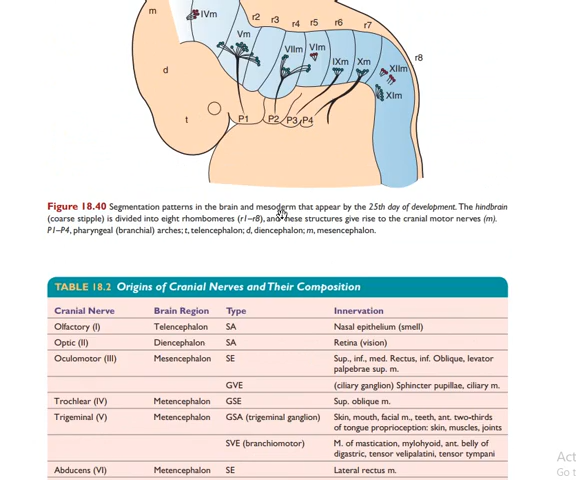 m
IVm
r2
r3
r4
r5
r6
r7
r8
Vm
VIIm
VIm
IXm
Xm
XIIm
XIm
d
t
P1
P2
P3
P4
Figure 18.40 Segmentation patterns in the brain and mesoderm that appear by the 25th day of development. The hindbrain
(coarse stipple) is divided into eight rhombomeres (r1–r8), and these structures give rise to the cranial motor nerves (m).
P1–P4, pharyngeal (branchial) arches; t, telencephalon; d, diencephalon; m, mesencephalon.
TABLE 18.2 Origins of Cranial Nerves and Their Composition
Cranial Nerve Brain Region Type Innervation
Olfactory (I) Telencephalon SA Nasal epithelium (smell)
Optic (II) Diencephalon SA Retina (vision)
Oculomotor (III) Mesencephalon SE Sup., inf., med. Rectus, inf. Oblique, levator
palpebrae sup. m.
GVE (ciliary ganglion) Sphincter pupillae, ciliary m.
Trochlear (IV) Metencephalon GSE Sup. oblique m.
Trigeminal (V) Metencephalon GSA (trigeminal ganglion) Skin, mouth, facial m., teeth, ant. two-thirds
of tongue proprioception: skin, muscles, joints
SVE (branchiomotor) M. of mastication, mylohyoid, ant. belly of
digastric, tensor velipalatini, tensor tympani
Abducens (VI) Metencephalon SE Lateral rectus m.
Act
Go t